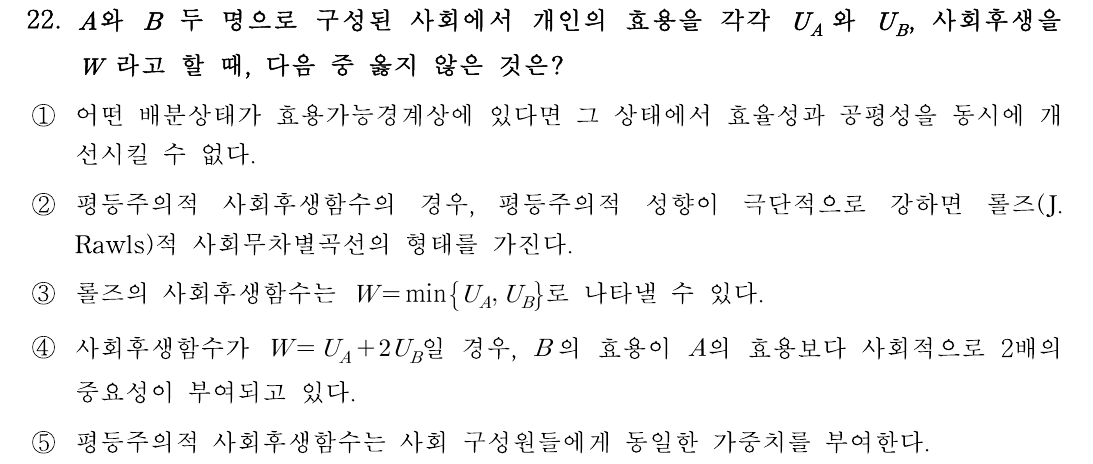 22. A와 B 두 명으로 구성된 사회에서 개인의 효용을 각각 U_A와 U_B, 사회후생을
W라고 할 때, 다음 중 옳지 않은 것은?
① 어떤 배분상태가 효용가능경계상에 있다면 그 상태에서 효율성과 공평성을 동시에 개
선시킬 수 없다.
② 평등주의적 사회후생함수의 경우, 평등주의적 성향이 극단적으로 강하면 롤즈(J.
Rawls)적 사회무차별곡선의 형태를 가진다.
③ 롤즈의 사회후생함수는 W=min{U_A, U_B}로 나타낼 수 있다.
④ 사회후생함수가 W=U_A+2U_B일 경우, B의 효용이 A의 효용보다 사회적으로 2배의
중요성이 부여되고 있다.
⑤ 평등주의적 사회후생함수는 사회 구성원들에게 동일한 가중치를 부여한다.